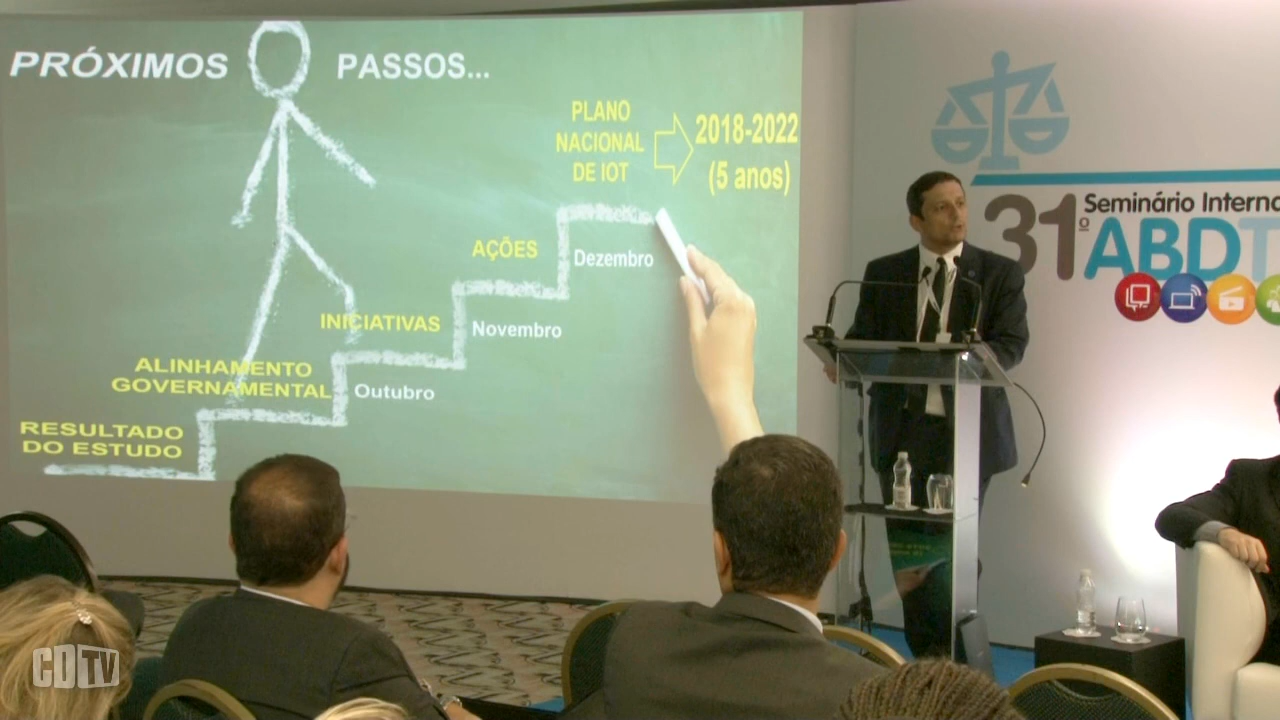 PRÓXIMOS PASSOS...
PLANO
NACIONAL
DE IOT
2018-2022
(5 anos)
AÇÕES
Dezembro
INICIATIVAS
Novembro
ALINHAMENTO
GOVERNAMENTAL
Outubro
RESULTADO
DO ESTUDO
31º
Seminário Interna
ABDT
CDTV